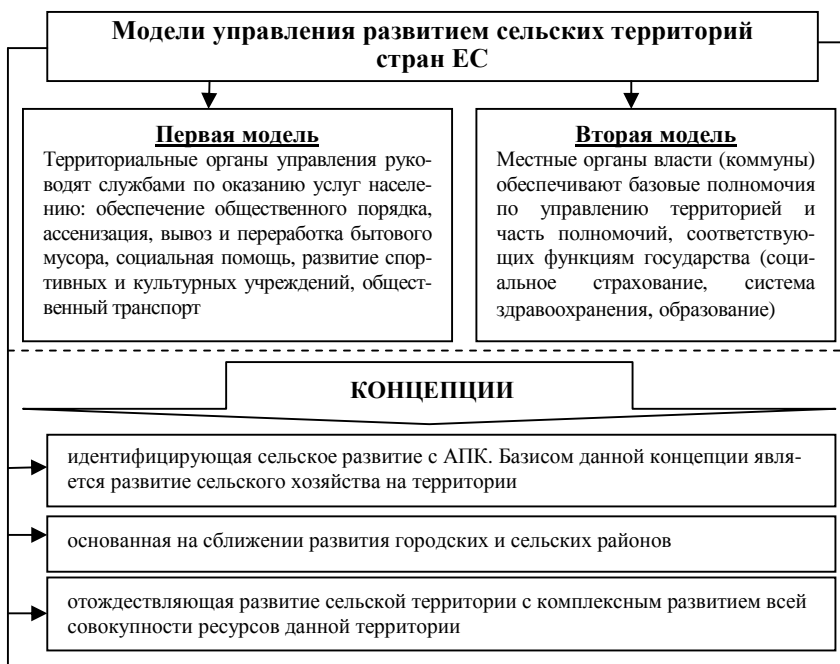 Модели управления развитием сельских территорий
стран ЕС
Первая модель
Территориальные органы управления руко-
водят службами по оказанию услуг населе-
нию: обеспечение общественного порядка,
ассенизация, вывоз и переработка бытового
мусора, социальная помощь, развитие спор-
тивных и культурных учреждений, общест-
венный транспорт
Вторая модель
Местные органы власти (коммуны)
обеспечивают базовые полномочия
по управлению территорией и
часть полномочий, соответствую-
щих функциям государства (соци-
альное страхование, система
здравоохранения, образование)
КОНЦЕПЦИИ
идентифицирующая сельское развитие с АПК. Базисом данной концепции явля-
ется развитие сельского хозяйства на территории
основанная на сближении развития городских и сельских районов
отождествляющая развитие сельской территории с комплексным развитием всей
совокупности ресурсов данной территории